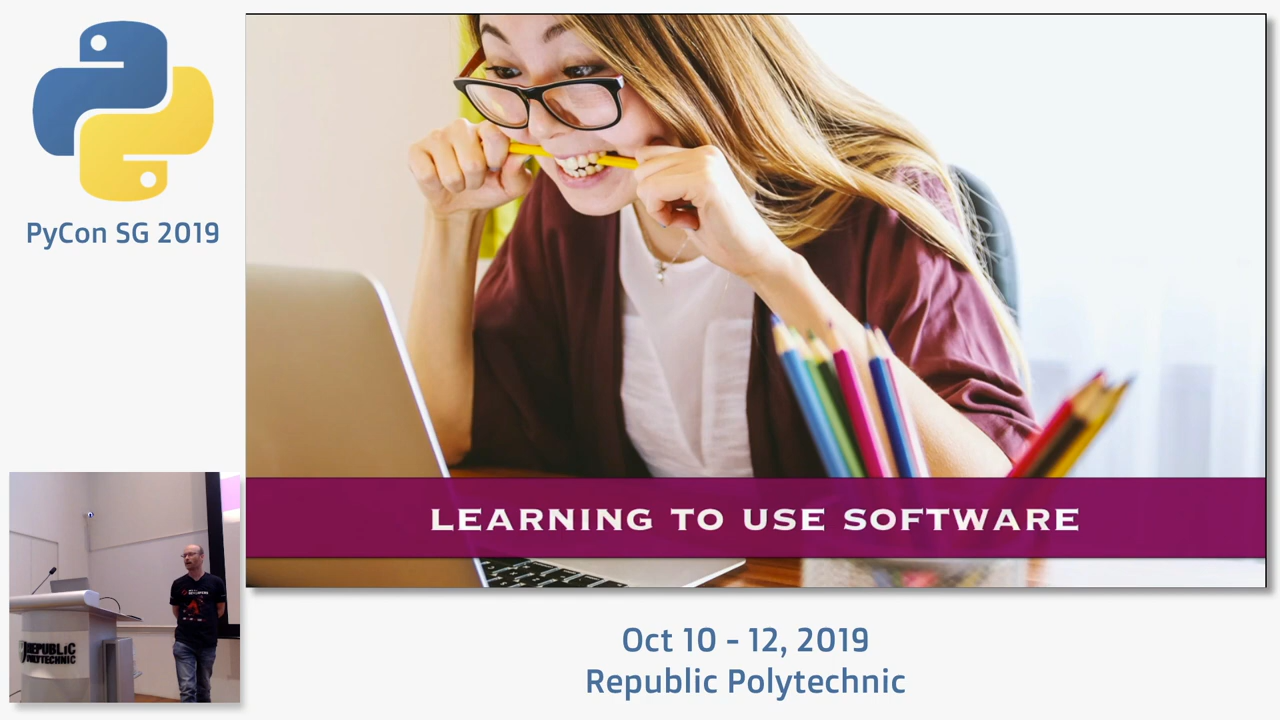 PyCon SG 2019
LEARNING TO USE SOFTWARE
REPUBLIC
POLYTECHNIC
Oct 10 - 12, 2019
Republic Polytechnic